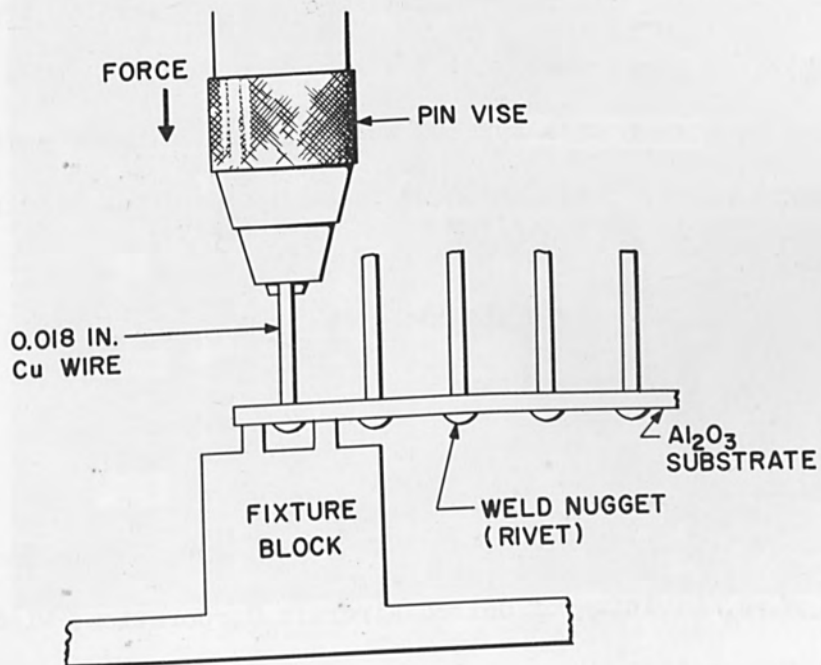 FORCE
PIN VISE
0.018 IN.
Cu WIRE
Al₂O₃
SUBSTRATE
WELD NUGGET
(RIVET)
FIXTURE
BLOCK